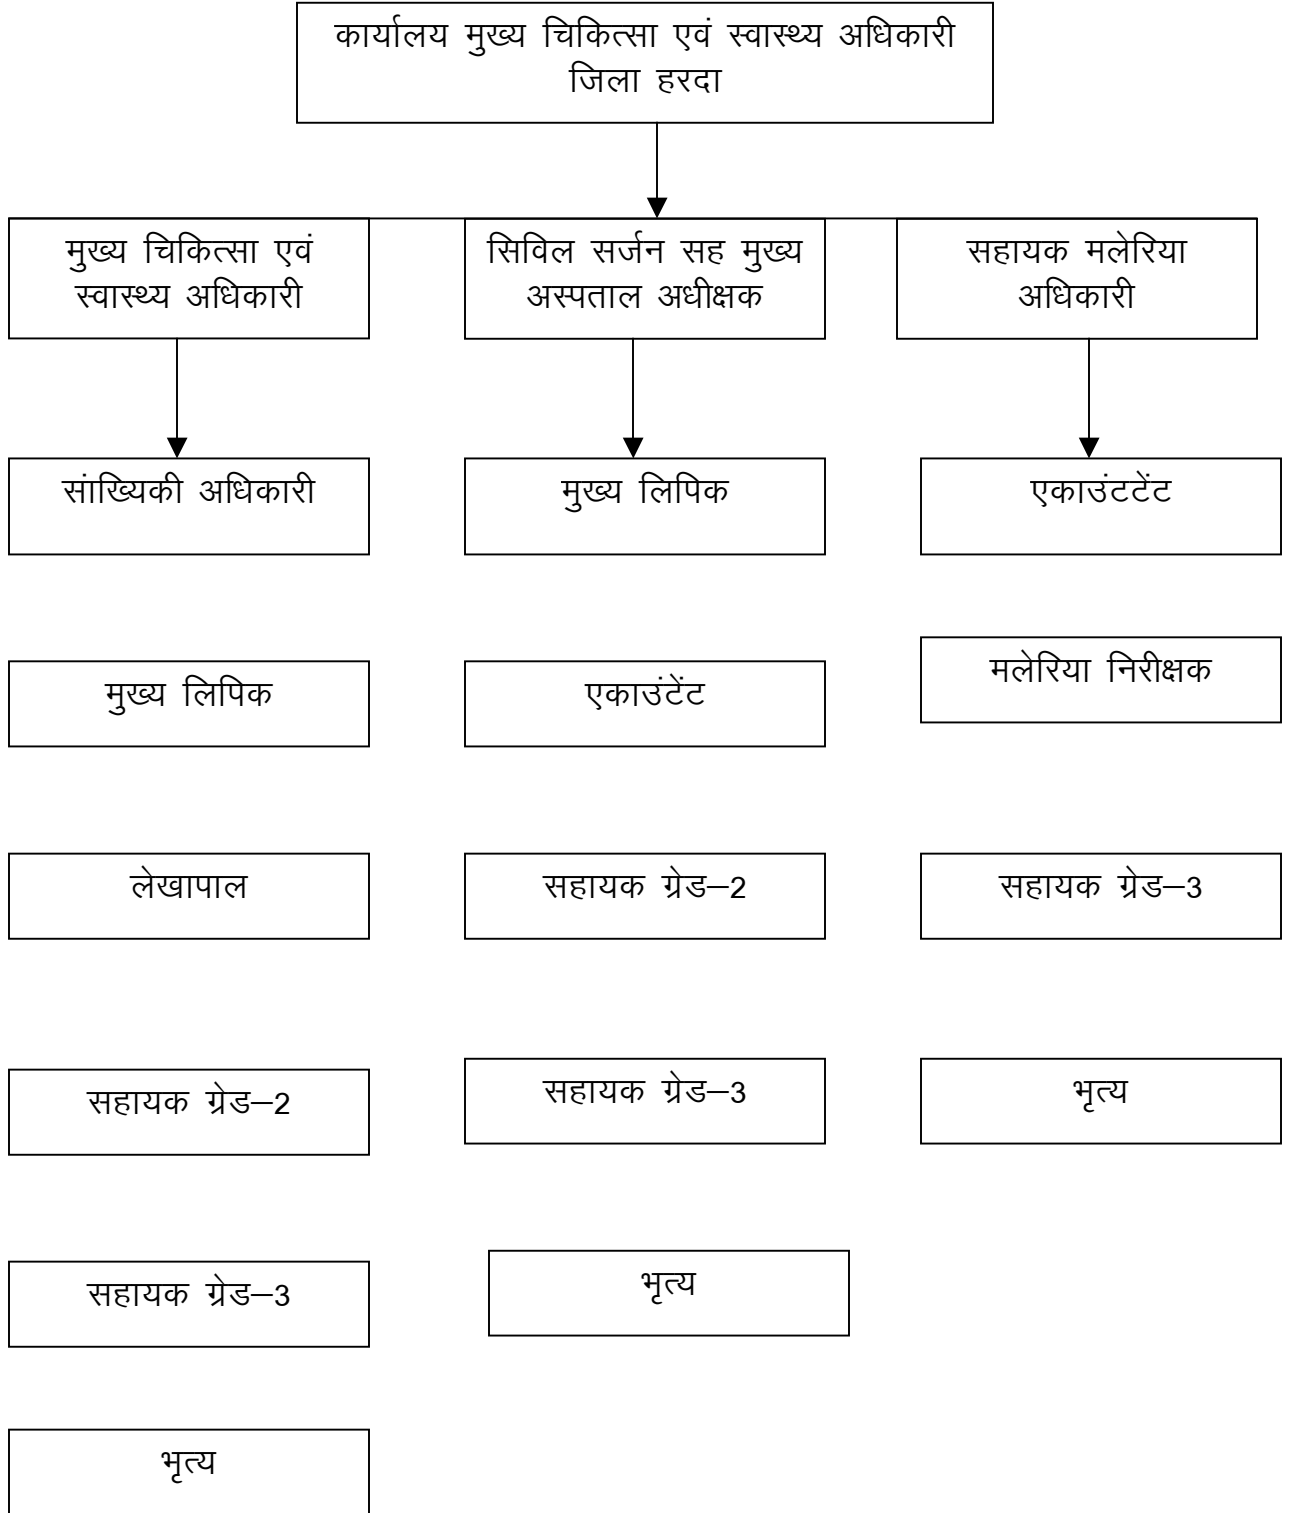 कार्यालय मुख्य चिकित्सा एवं स्वास्थ्य अधिकारी
जिला हरदा
मुख्य चिकित्सा एवं
स्वास्थ्य अधिकारी
सिविल सर्जन सह मुख्य
अस्पताल अधीक्षक
सहायक मलेरिया
अधिकारी
सांख्यिकी अधिकारी
मुख्य लिपिक
एकाउंटटेंट
मुख्य लिपिक
एकाउंटेंट
मलेरिया निरीक्षक
लेखापाल
सहायक ग्रेड–2
सहायक ग्रेड–3
सहायक ग्रेड–2
सहायक ग्रेड–3
भृत्य
सहायक ग्रेड–3
भृत्य
भृत्य